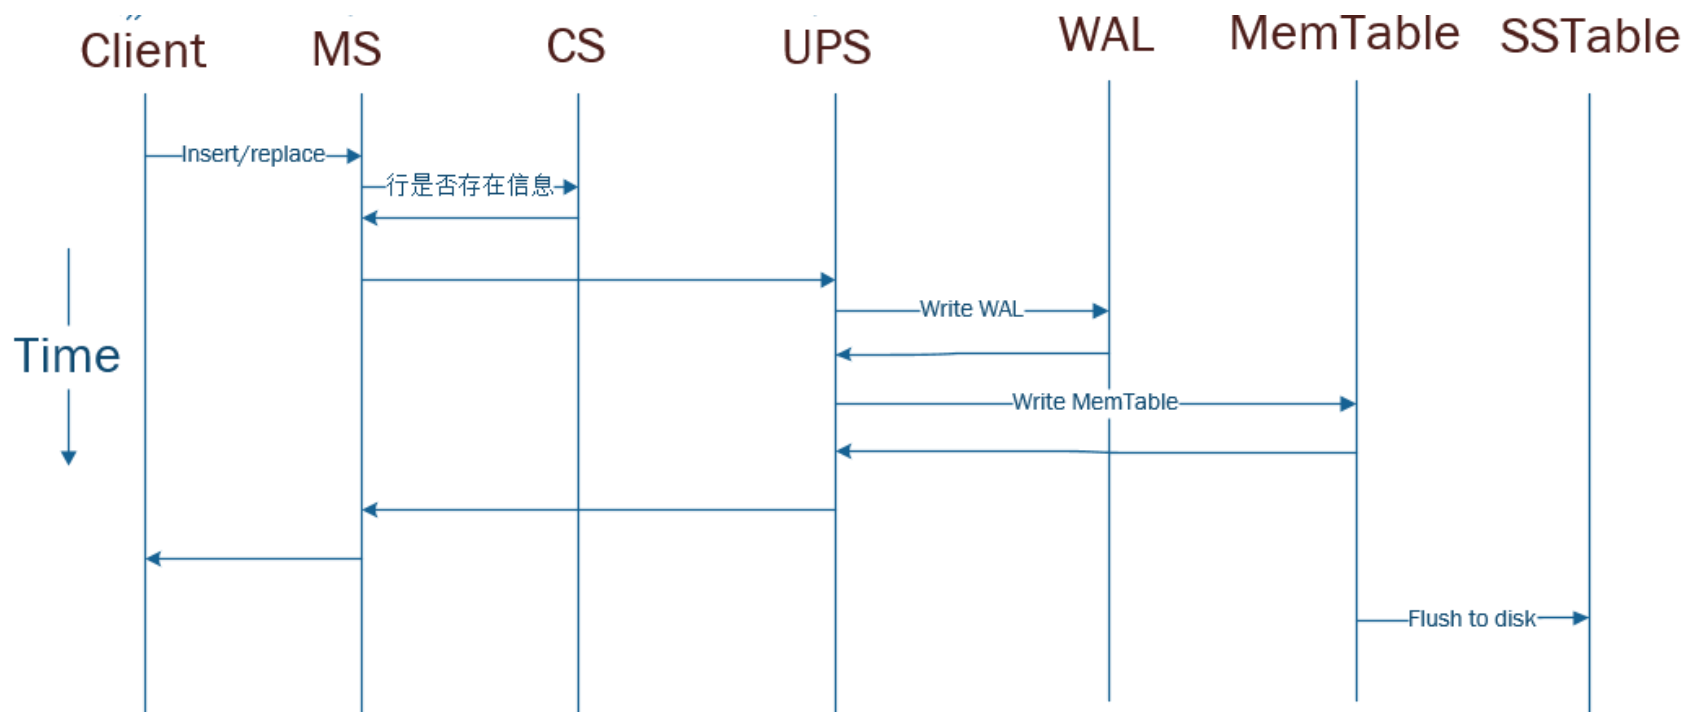 Client MS CS UPS WAL MemTable SSTable
Insert/replace
行是否存在信息
Write WAL
Time
Write MemTable
Flush to disk